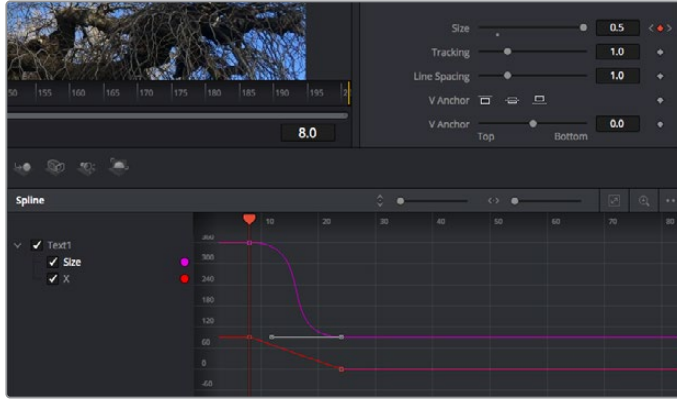 Size 0.5
Tracking 1.0
Line Spacing 1.0
V Anchor
V Anchor 0.0
Top Bottom
50 155 160 165 170 175 180 185 190 195 2
8.0
Spline
10 20 30 40 50 60 70 80
Text1
Size
X
360
300
240
180
120
60
0
-60